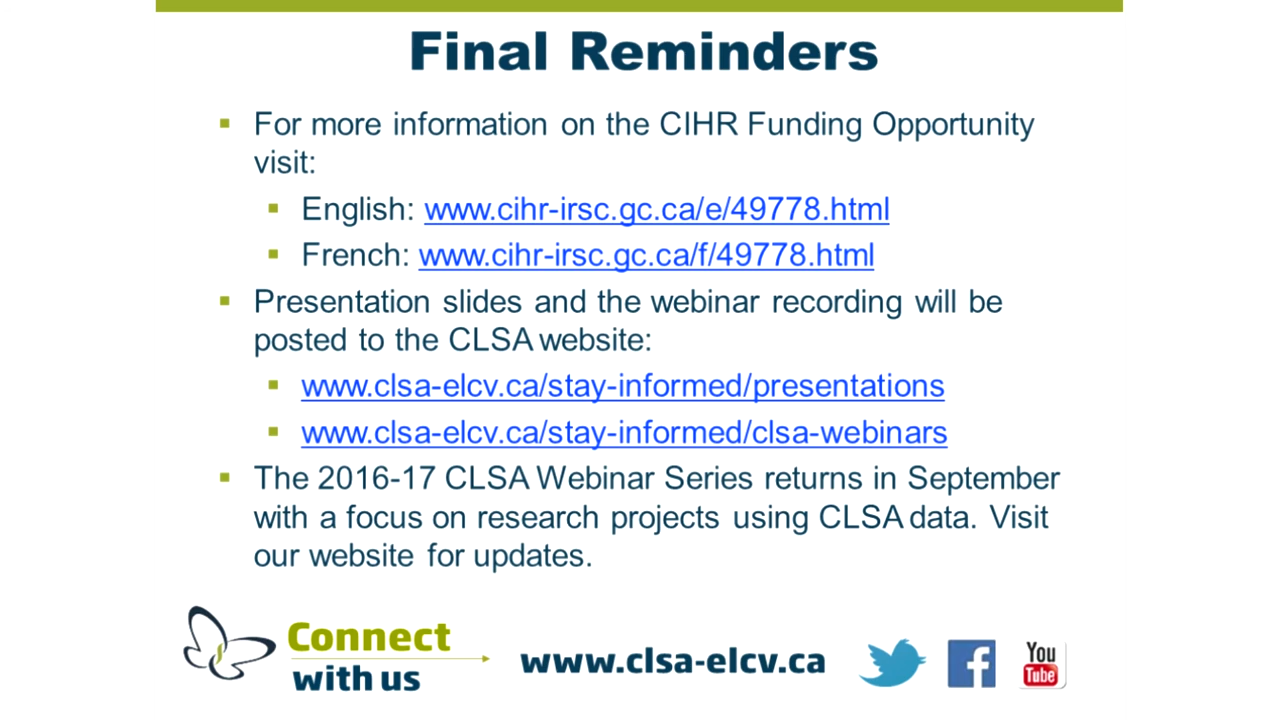 Final Reminders
For more information on the CIHR Funding Opportunity
visit:
English: www.cihr-irsc.gc.ca/e/49778.html
French: www.cihr-irsc.gc.ca/f/49778.html
Presentation slides and the webinar recording will be
posted to the CLSA website:
www.clsa-elcv.ca/stay-informed/presentations
www.clsa-elcv.ca/stay-informed/clsa-webinars
The 2016-17 CLSA Webinar Series returns in September
with a focus on research projects using CLSA data. Visit
our website for updates.
Connect
with us
www.clsa-elcv.ca
f
You
Tube